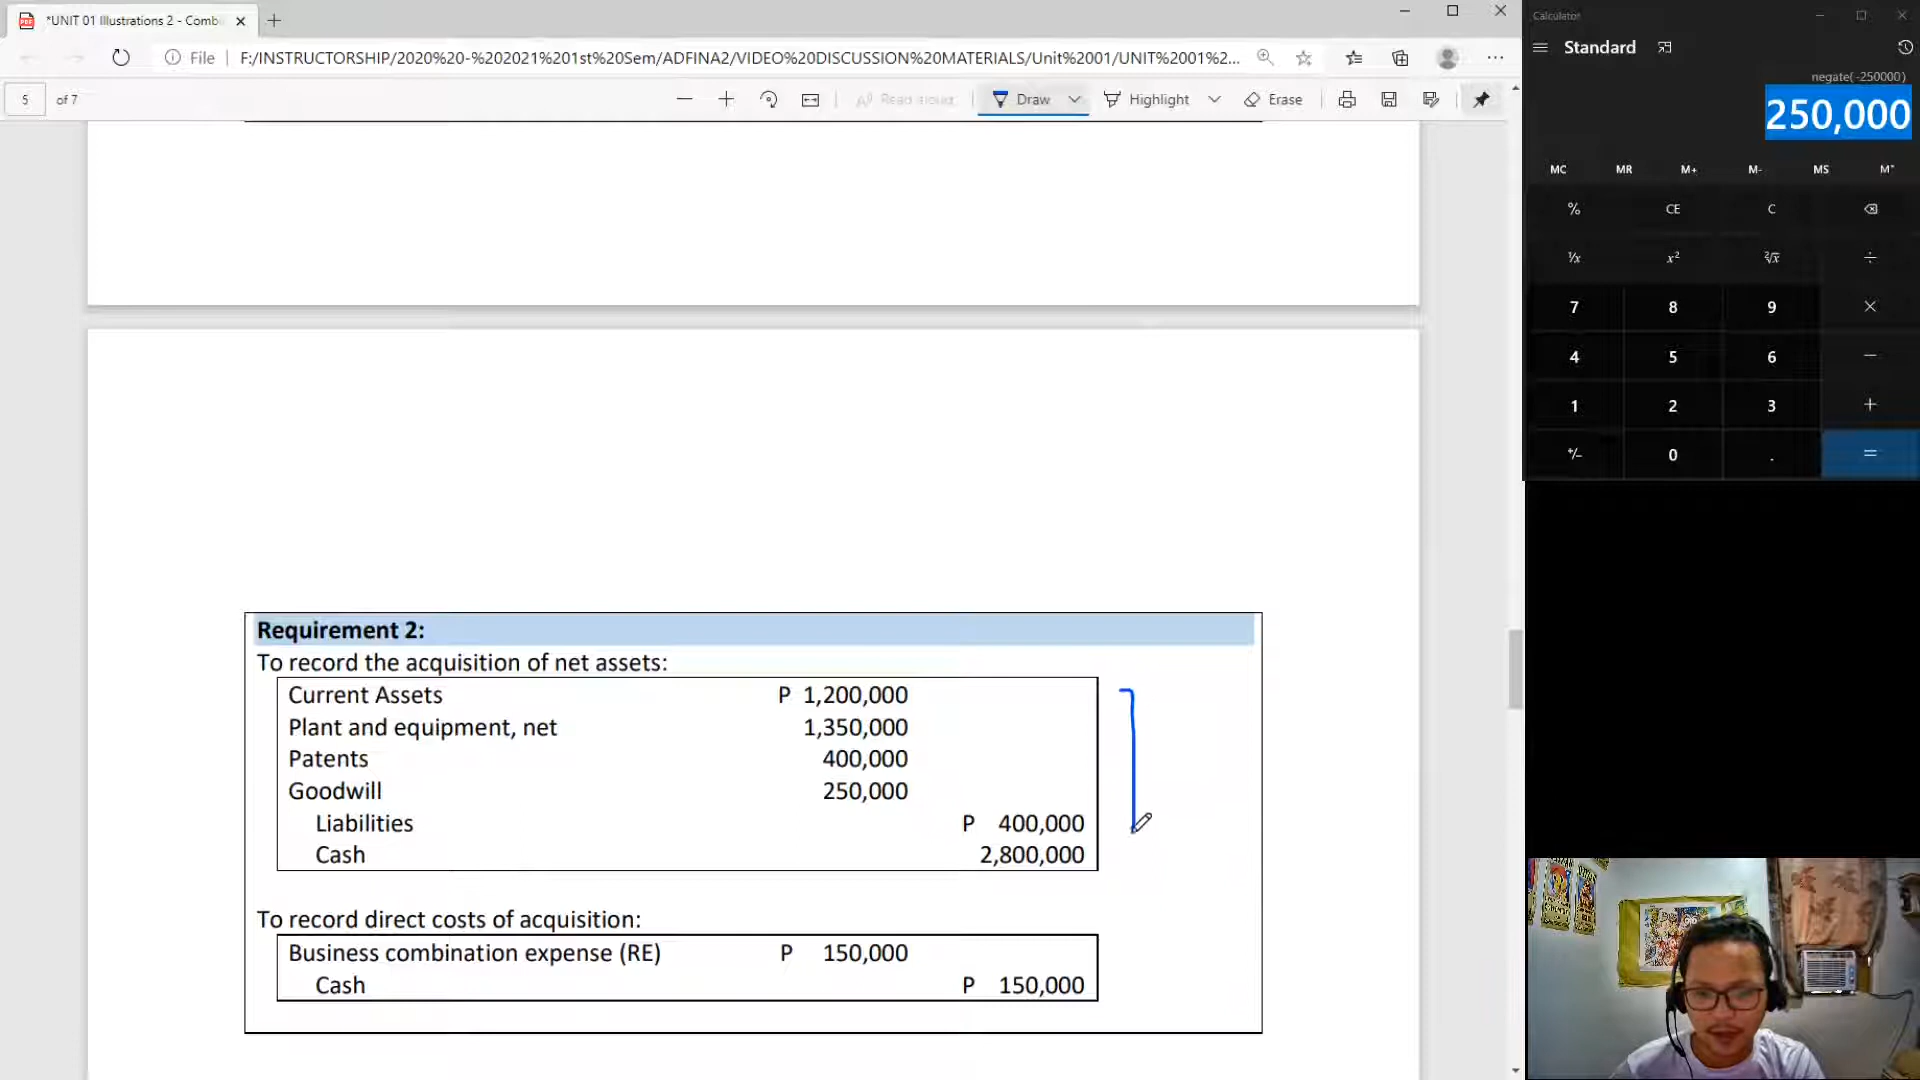 *UNIT 01 Illustrations 2 - Comb
File
F:/INSTRUCTORSHIP/2020%20-%202021%201st%20Sem/ADFINA2/VIDEO%20DISCUSSION%20MATERIALS/Unit%2001/UNIT%2001%2...
5 of 7
Read aloud
Draw
Highlight
Erase
Requirement 2:
To record the acquisition of net assets:
Current Assets P 1,200,000
Plant and equipment, net 1,350,000
Patents 400,000
Goodwill 250,000
Liabilities P 400,000
Cash 2,800,000
To record direct costs of acquisition:
Business combination expense (RE) P 150,000
Cash P 150,000
Calculator
Standard
negate( -250000 )
250,000
MC MR M+ M- MS M˅
% CE C
¹/x x² ²√x ÷
7 8 9 ×
4 5 6 −
1 2 3 +
+/− 0 . =